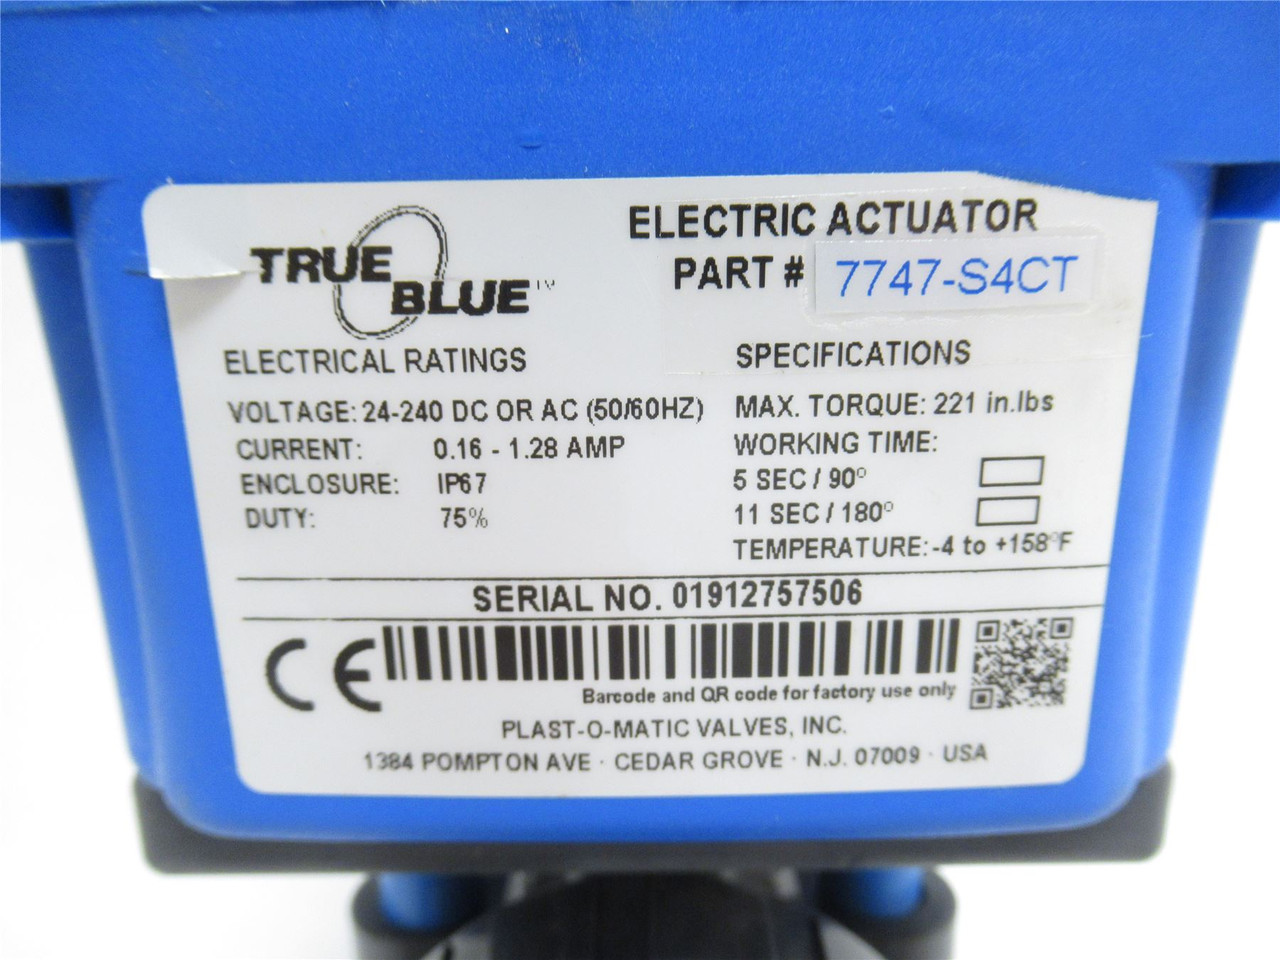 TRUE
BLUE™
ELECTRIC ACTUATOR
PART # 7747-S4CT
ELECTRICAL RATINGS
VOLTAGE: 24-240 DC OR AC (50/60HZ)
CURRENT: 0.16 - 1.28 AMP
ENCLOSURE: IP67
DUTY: 75%
SPECIFICATIONS
MAX. TORQUE: 221 in.lbs
WORKING TIME:
5 SEC / 90°
11 SEC / 180°
TEMPERATURE: -4 to +158°F
SERIAL NO. 01912757506
CE
Barcode and QR code for factory use only
PLAST-O-MATIC VALVES, INC.
1384 POMPTON AVE · CEDAR GROVE · N.J. 07009 · USA